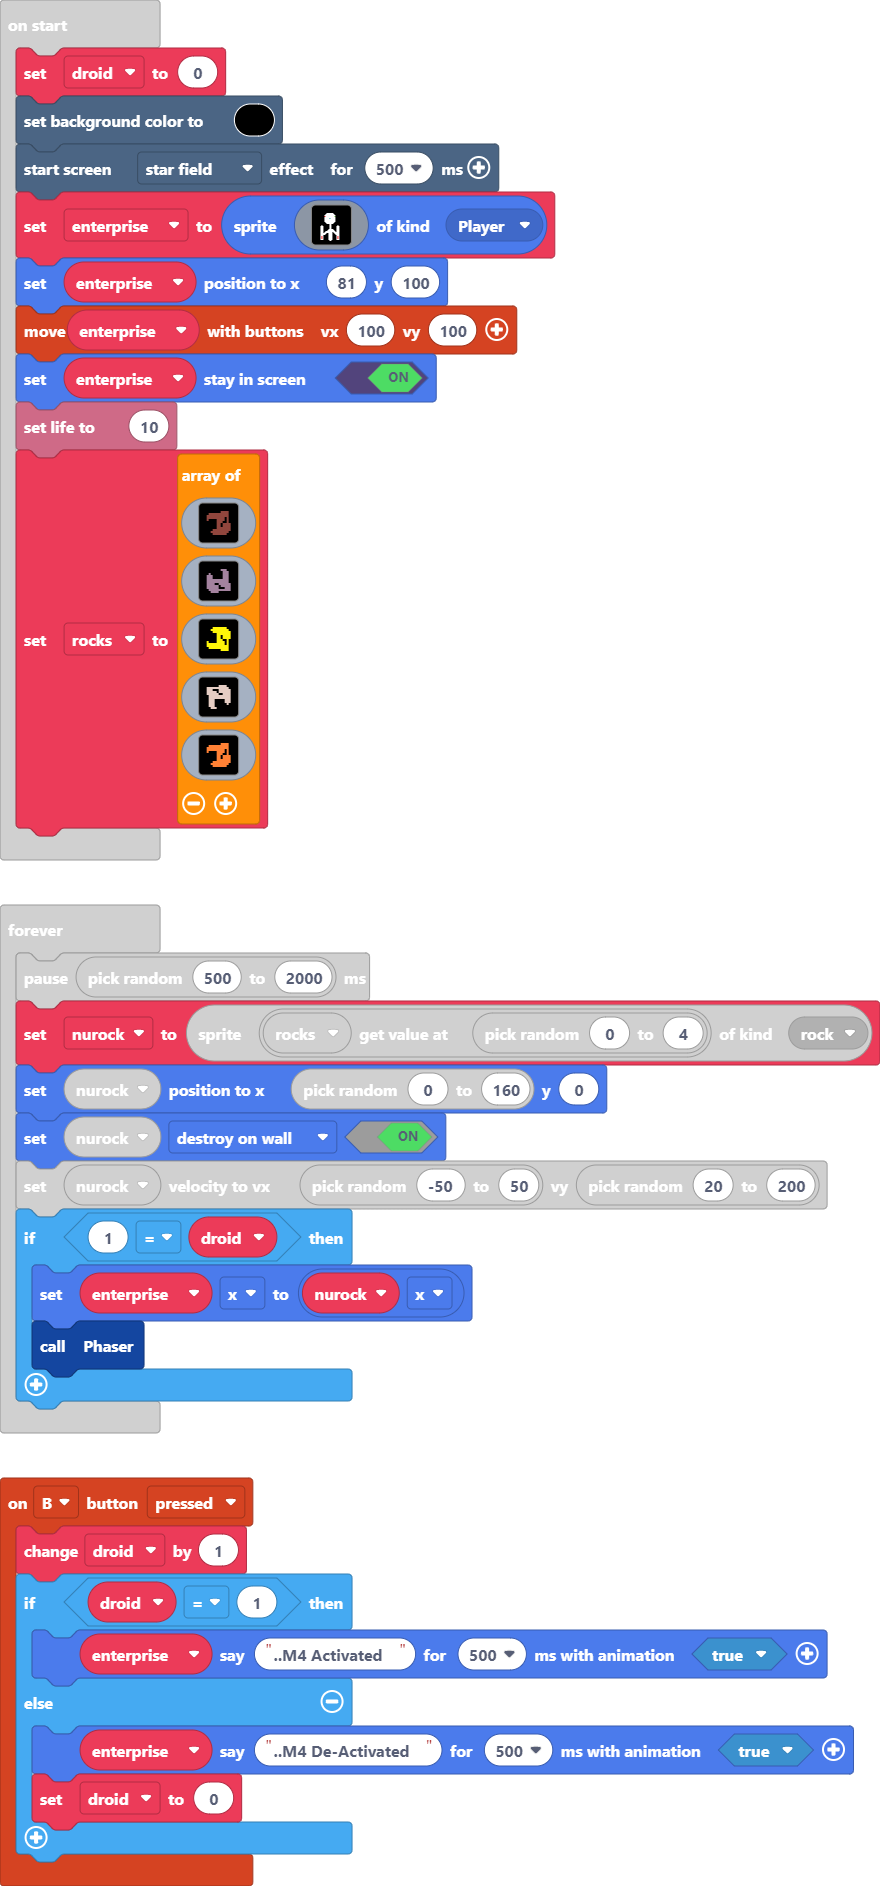 on start
set droid to 0
set background color to
start screen star field effect for 500 ms
set enterprise to sprite of kind Player
set enterprise position to x 81 y 100
move enterprise with buttons vx 100 vy 100
set enterprise stay in screen ON
set life to 10
array of
set rocks to
forever
pause pick random 500 to 2000 ms
set nurock to sprite rocks get value at pick random 0 to 4 of kind rock
set nurock position to x pick random 0 to 160 y 0
set nurock destroy on wall ON
set nurock velocity to vx pick random -50 to 50 vy pick random 20 to 200
if 1 = droid then
set enterprise x to nurock x
call Phaser
on B button pressed
change droid by 1
if droid = 1 then
enterprise say "..M4 Activated " for 500 ms with animation true
else
enterprise say "..M4 De-Activated " for 500 ms with animation true
set droid to 0